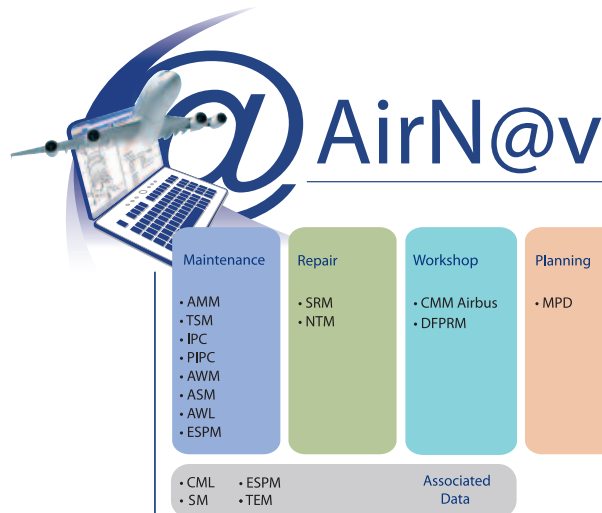 @ AirN@v
Maintenance
• AMM
• TSM
• IPC
• PIPC
• AWM
• ASM
• AWL
• ESPM
Repair
• SRM
• NTM
Workshop
• CMM Airbus
• DFPRM
Planning
• MPD
• CML • ESPM
• SM • TEM
Associated
Data